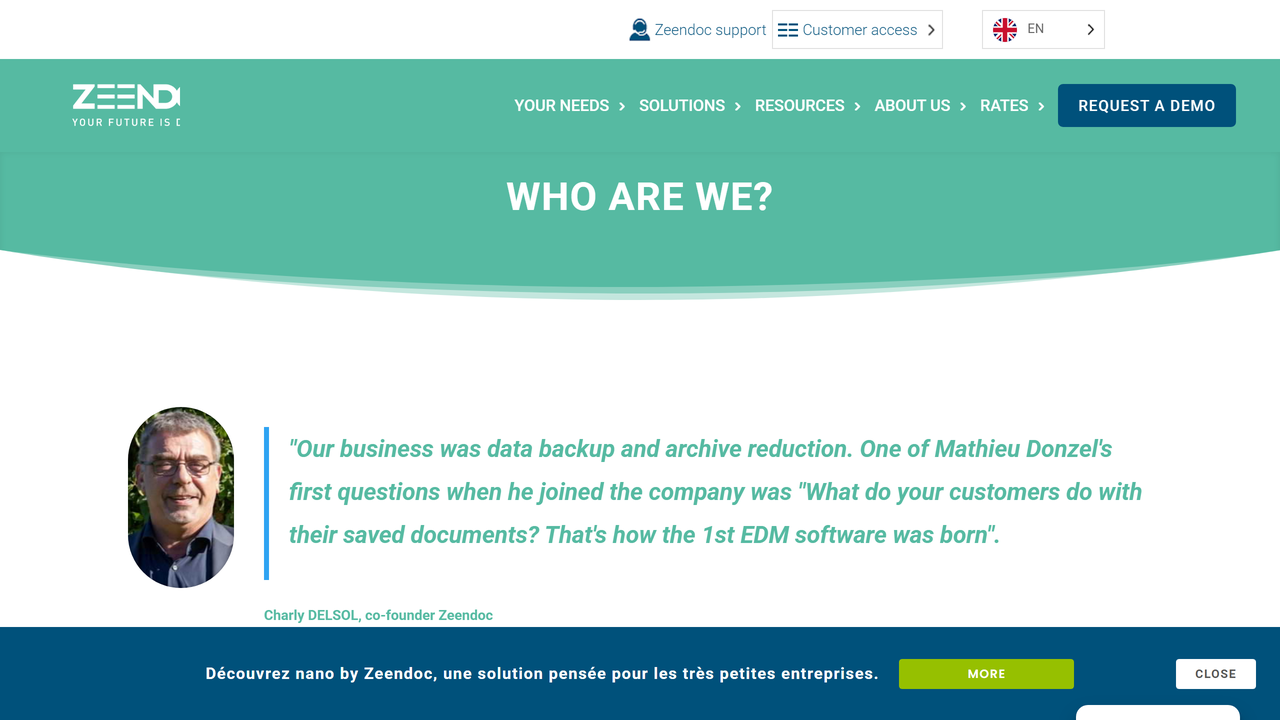 Zeendoc support
Customer access
EN
YOUR FUTURE IS
YOUR NEEDS
SOLUTIONS
RESOURCES
ABOUT US
RATES
REQUEST A DEMO
WHO ARE WE?
"Our business was data backup and archive reduction. One of Mathieu Donzel's
first questions when he joined the company was "What do your customers do with
their saved documents? That's how the 1st EDM software was born".
Charly DELSOL, co-founder Zeendoc
Découvrez nano by Zeendoc, une solution pensée pour les très petites entreprises.
MORE
CLOSE